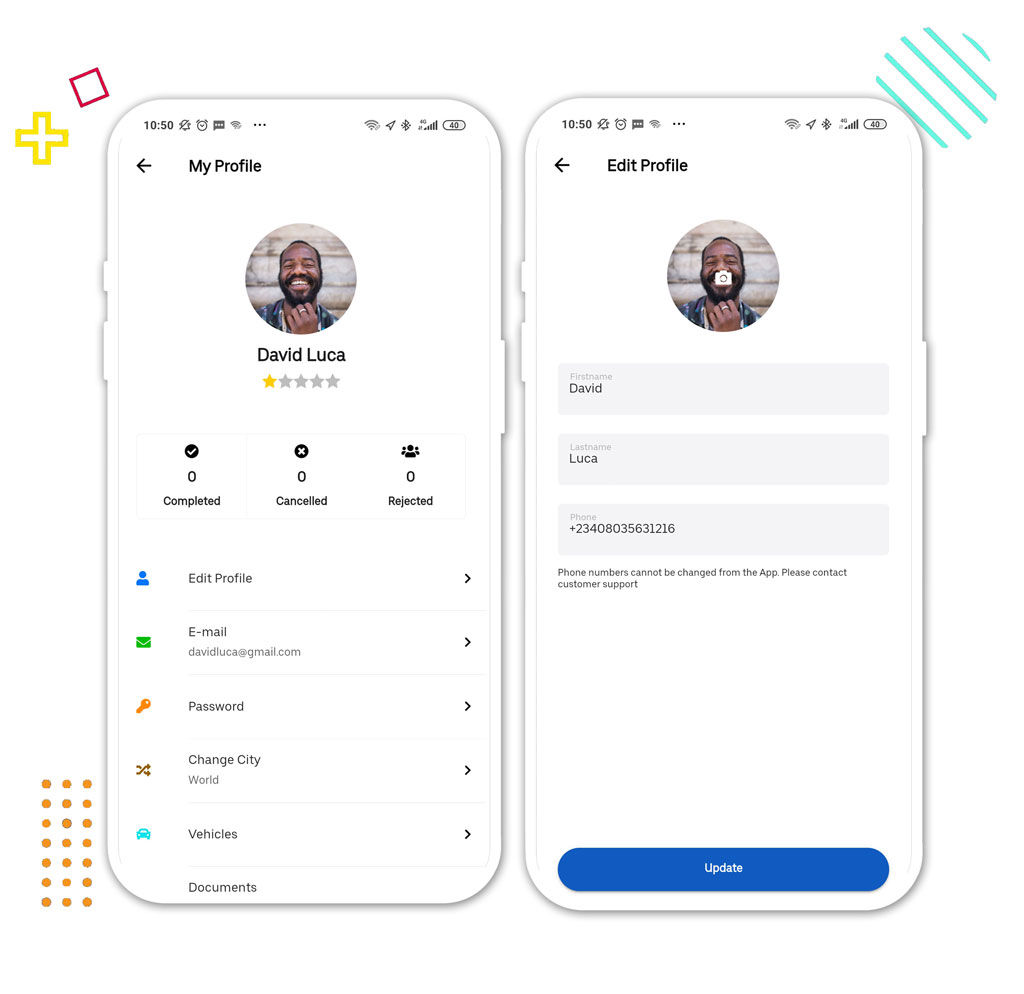 10:50
4G
40
My Profile
David Luca
0
0
0
Completed
Cancelled
Rejected
Edit Profile
E-mail
davidluca@gmail.com
Password
Change City
World
Vehicles
Documents
10:50
4G
40
Edit Profile
Firstname
David
Lastname
Luca
Phone
+23408035631216
Phone numbers cannot be changed from the App. Please contact
customer support
Update